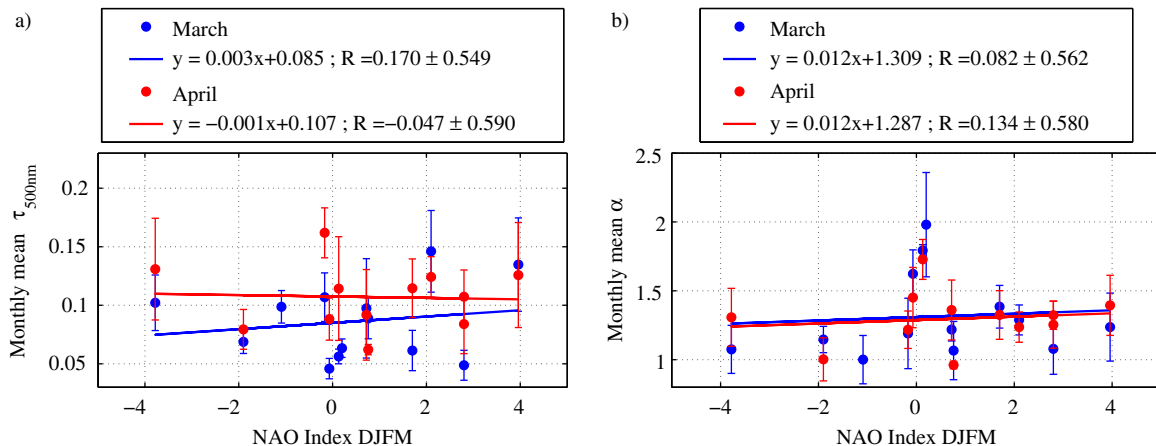 a)
March
y = 0.003x+0.085 ; R =0.170 ± 0.549
April
y = −0.001x+0.107 ; R=−0.047 ± 0.590
Monthly mean τ500nm
0.2
0.15
0.1
0.05
−4 −2 0 2 4
NAO Index DJFM
b)
March
y = 0.012x+1.309 ; R =0.082 ± 0.562
April
y = 0.012x+1.287 ; R=0.134 ± 0.580
Monthly mean α
2.5
2
1.5
1
−4 −2 0 2 4
NAO Index DJFM